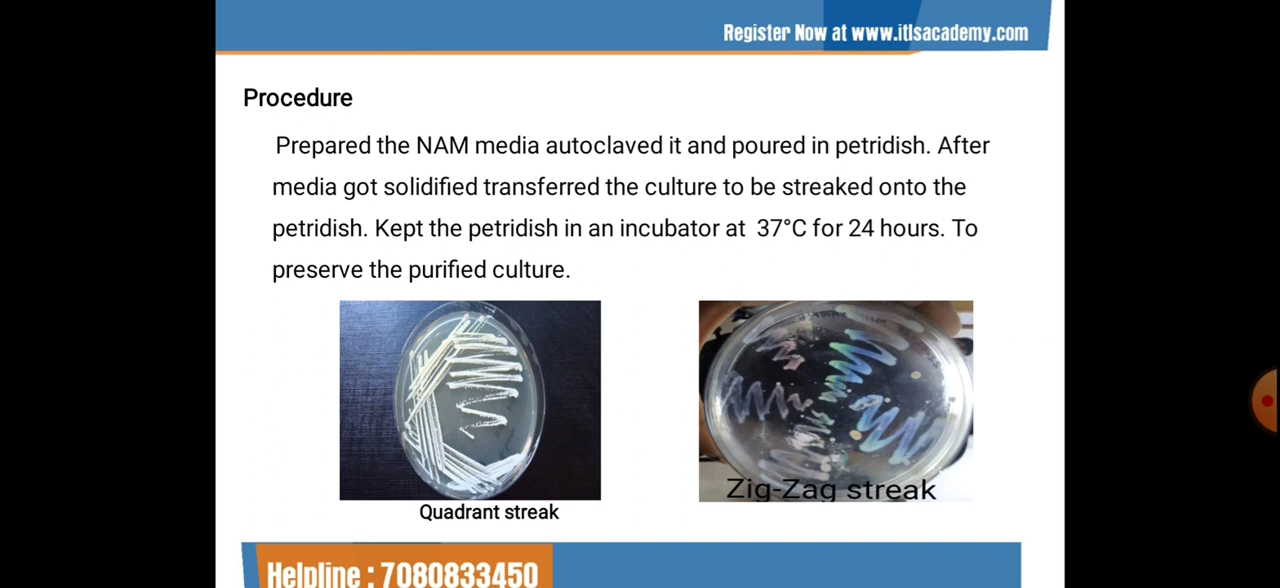 Register Now at www.itlsacademy.com
Procedure
Prepared the NAM media autoclaved it and poured in petridish. After
media got solidified transferred the culture to be streaked onto the
petridish. Kept the petridish in an incubator at 37°C for 24 hours. To
preserve the purified culture.
Zig-Zag streak
Quadrant streak
Helpline : 7080833450